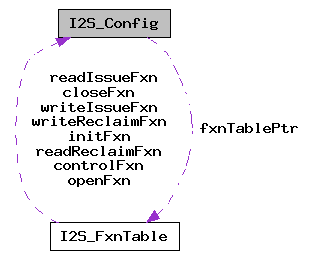 I2S_Config
readIssueFxn
closeFxn
writeIssueFxn
writeReclaimFxn
initFxn
readReclaimFxn
controlFxn
openFxn
fxnTablePtr
I2S_FxnTable